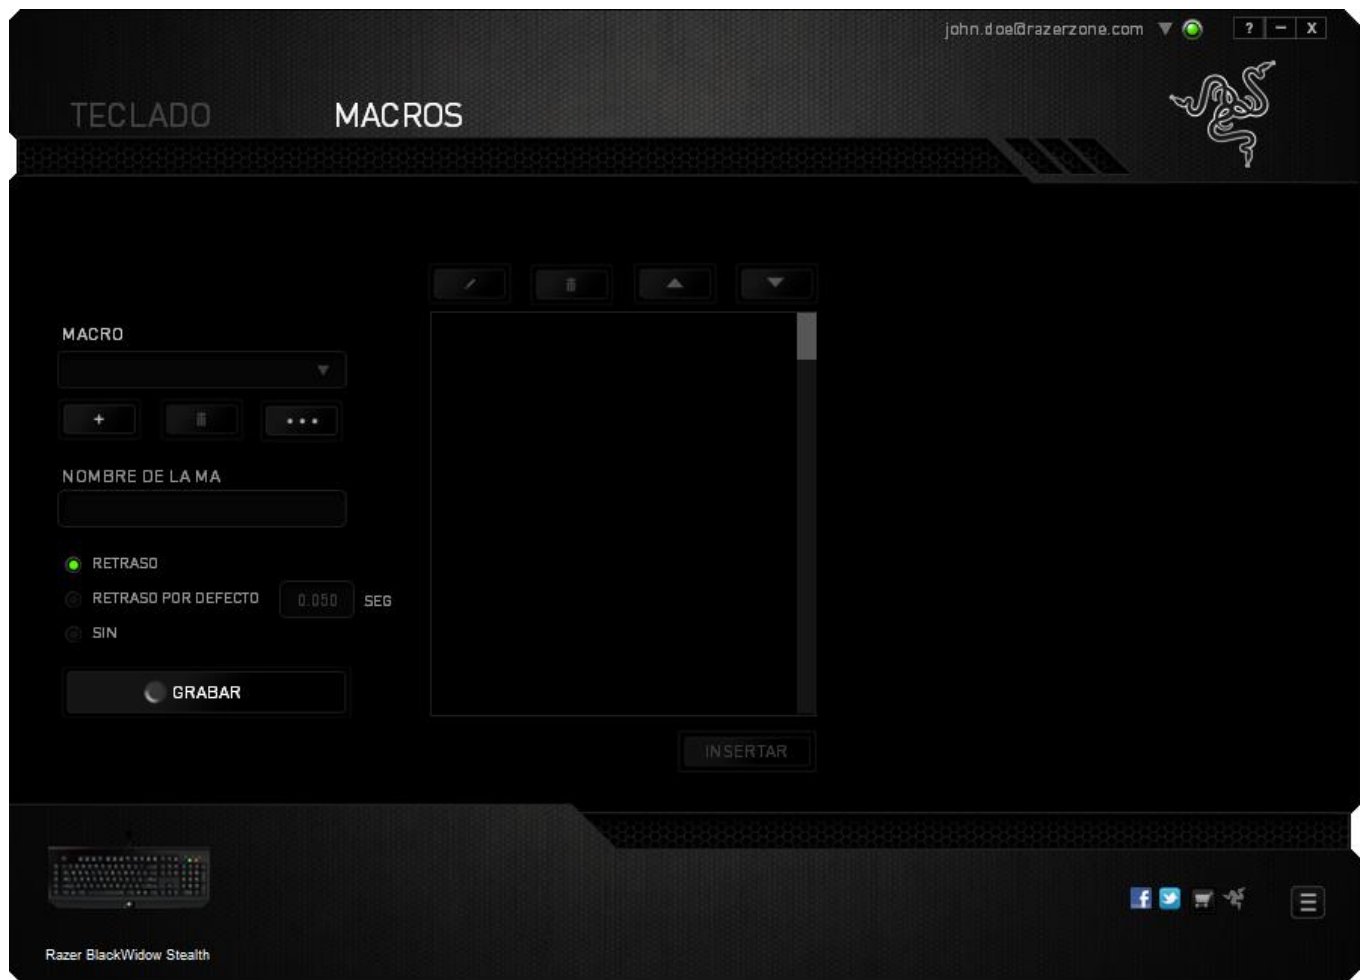 john.doe@razerzone.com
? – X
TECLADO MACROS
MACRO
+
•••
NOMBRE DE LA MA
RETRASO
RETRASO POR DEFECTO 0.050 SEG
SIN
GRABAR
INSERTAR
Razer BlackWidow Stealth